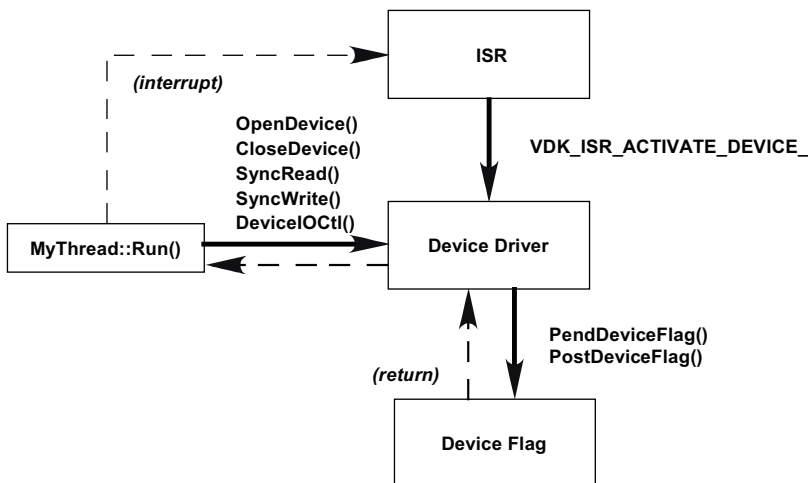 ISR
(interrupt)
OpenDevice()
CloseDevice()
SyncRead()
SyncWrite()
DeviceIOCtl()
VDK_ISR_ACTIVATE_DEVICE_
MyThread::Run()
Device Driver
PendDeviceFlag()
PostDeviceFlag()
(return)
Device Flag